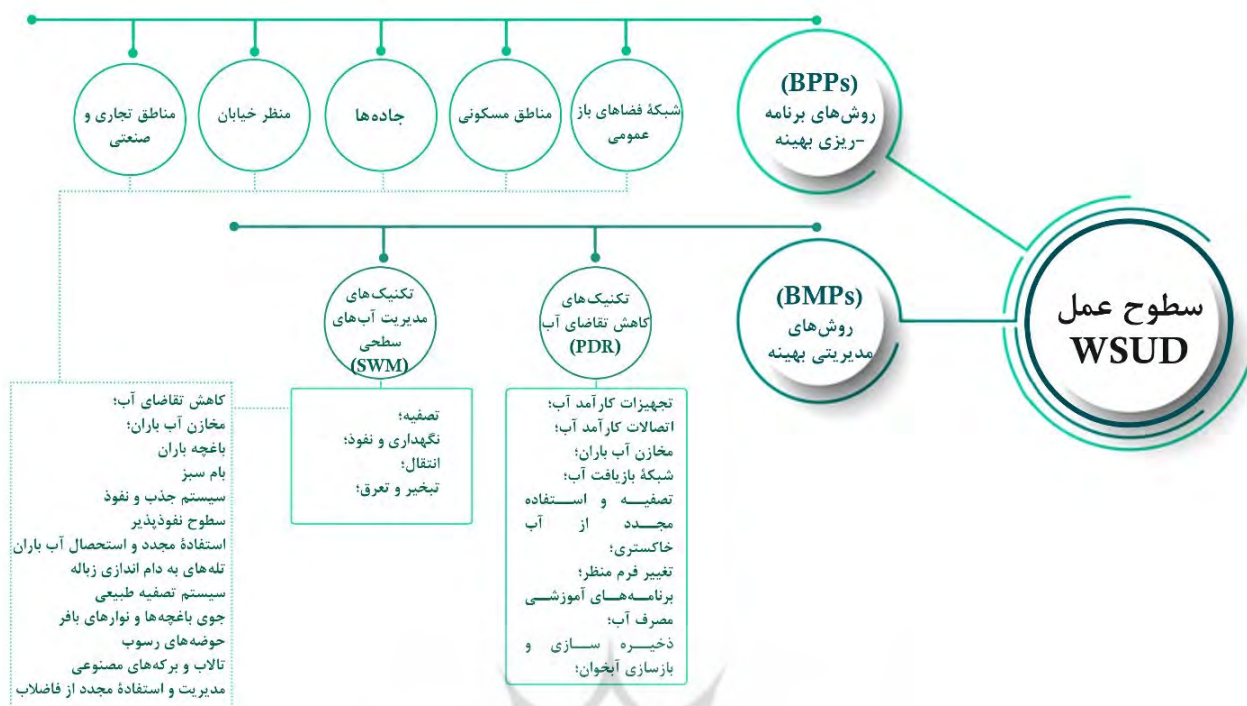 سطوح عمل
WSUD
(BPPs)
روش‌های برنامه
-ریزی بهینه
شبکهٔ فضاهای باز
عمومی
مناطق مسکونی
جاده‌ها
منظر خیابان
مناطق تجاری و
صنعتی
(BMPs)
روش‌های
مدیریتی بهینه
تکنیک‌های
کاهش تقاضای آب
(PDR)
تجهیزات کارآمد آب؛
اتصالات کارآمد آب؛
مخازن آب باران؛
شبکهٔ بازیافت آب؛
تصفیه و استفاده
مجدد از آب
خاکستری؛
تغییر فرم منظر؛
برنامه‌های آموزشی
مصرف آب؛
ذخیره سازی و
بازسازی آبخوان؛
تکنیک‌های
مدیریت آب‌های
سطحی
(SWM)
تصفیه؛
نگهداری و نفوذ؛
انتقال؛
تبخیر و تعرق؛
کاهش تقاضای آب؛
مخازن آب باران؛
باغچه باران
بام سبز
سیستم جذب و نفوذ
سطوح نفوذپذیر
استفادهٔ مجدد و استحصال آب باران
تله‌های به دام اندازی زباله
سیستم تصفیه طبیعی
جوی باغچه‌ها و نوارهای بافر
حوضه‌های رسوب
تالاب و برکه‌های مصنوعی
مدیریت و استفادهٔ مجدد از فاضلاب